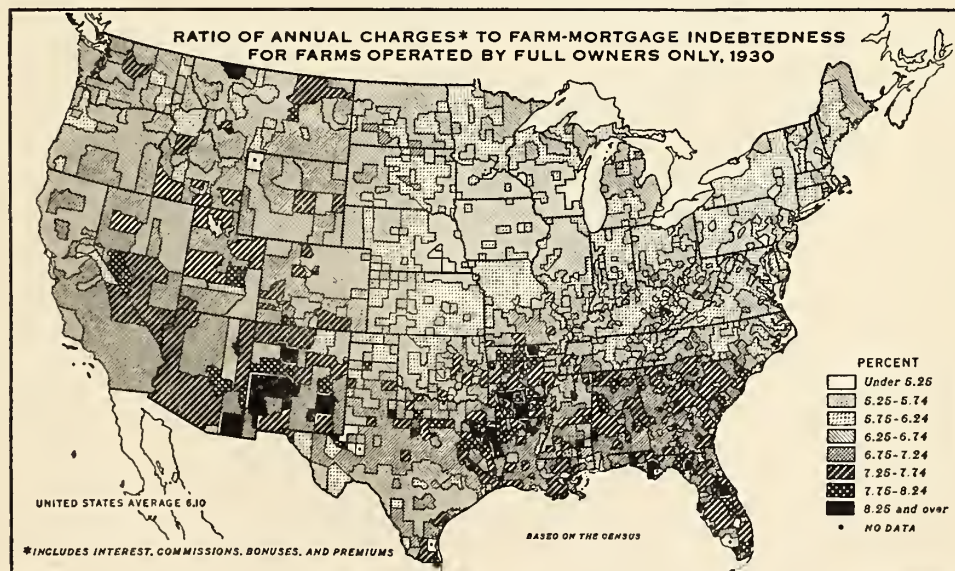 RATIO OF ANNUAL CHARGES* TO FARM-MORTGAGE INDEBTEDNESS
FOR FARMS OPERATED BY FULL OWNERS ONLY, 1930
PERCENT
Under 5.25
5.25-5.74
5.75-6.24
6.25-6.74
6.75-7.24
7.25-7.74
7.75-8.24
8.25 and over
NO DATA
UNITED STATES AVERAGE 6.10
BASED ON THE CENSUS
*INCLUDES INTEREST, COMMISSIONS, BONUSES, AND PREMIUMS